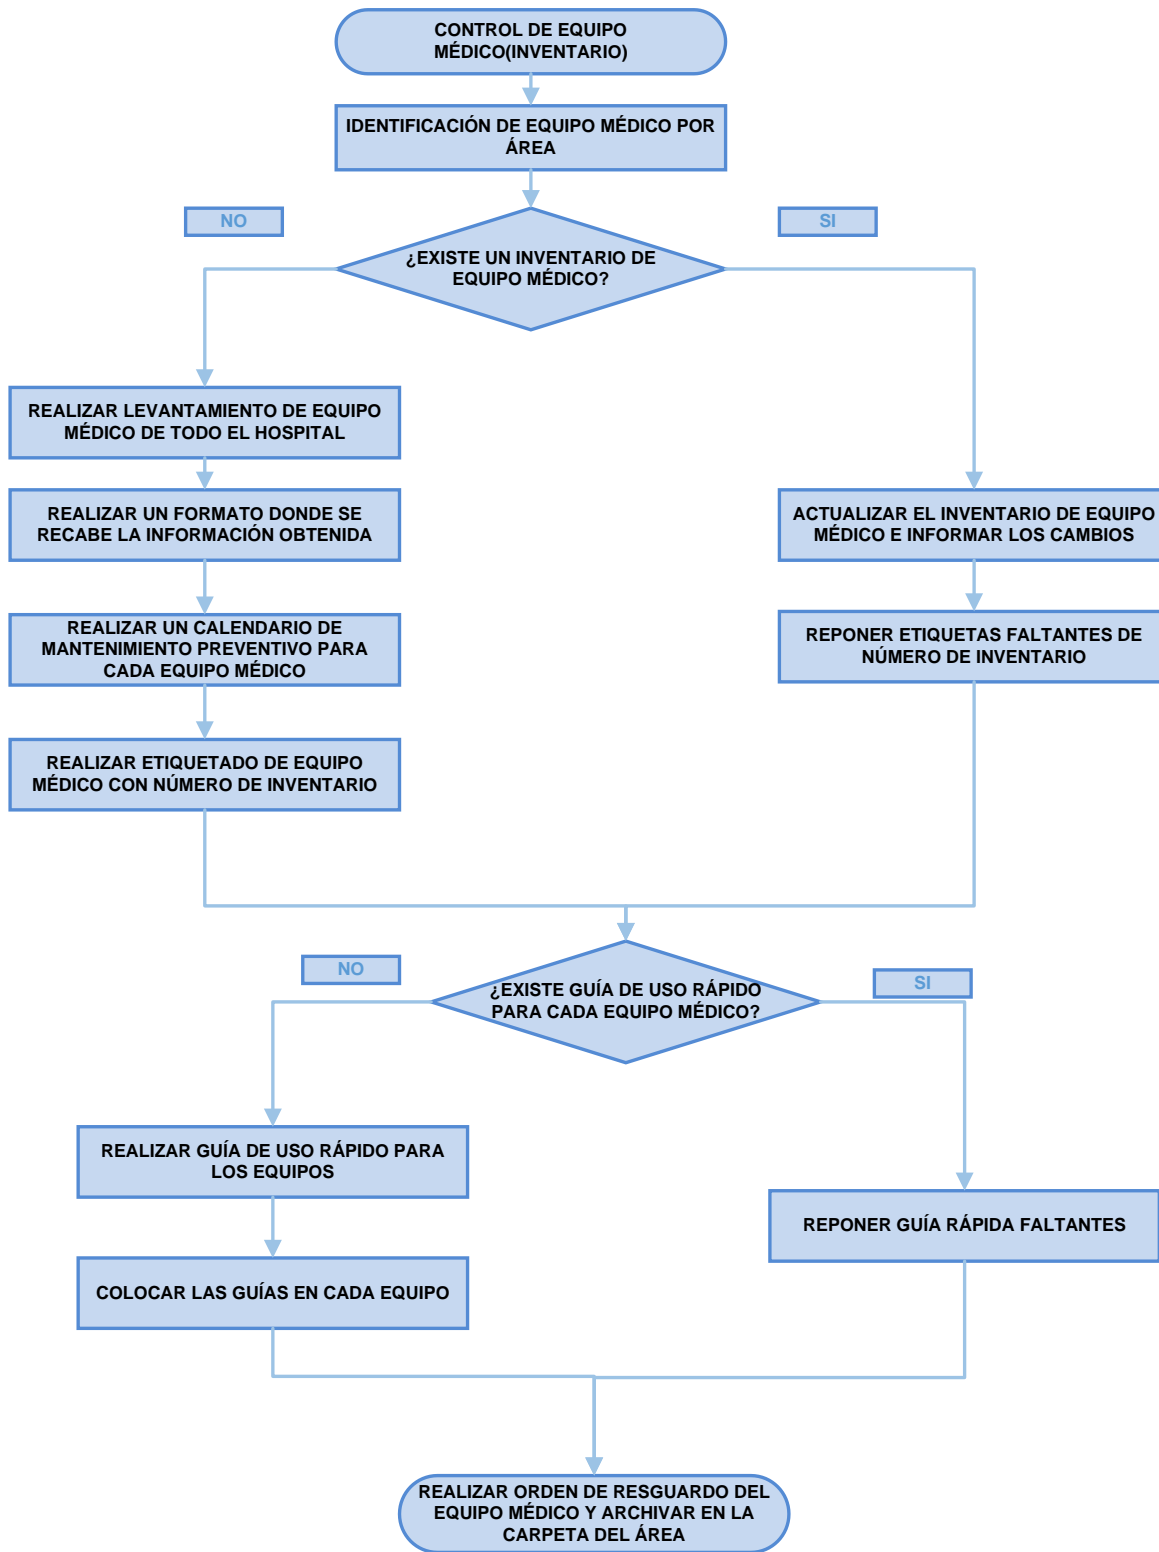 CONTROL DE EQUIPO
MÉDICO(INVENTARIO)
IDENTIFICACIÓN DE EQUIPO MÉDICO POR
ÁREA
NO
SI
¿EXISTE UN INVENTARIO DE
EQUIPO MÉDICO?
REALIZAR LEVANTAMIENTO DE EQUIPO
MÉDICO DE TODO EL HOSPITAL
REALIZAR UN FORMATO DONDE SE
RECABE LA INFORMACIÓN OBTENIDA
ACTUALIZAR EL INVENTARIO DE EQUIPO
MÉDICO E INFORMAR LOS CAMBIOS
REALIZAR UN CALENDARIO DE
MANTENIMIENTO PREVENTIVO PARA
CADA EQUIPO MÉDICO
REPONER ETIQUETAS FALTANTES DE
NÚMERO DE INVENTARIO
REALIZAR ETIQUETADO DE EQUIPO
MÉDICO CON NÚMERO DE INVENTARIO
NO
SI
¿EXISTE GUÍA DE USO RÁPIDO
PARA CADA EQUIPO MÉDICO?
REALIZAR GUÍA DE USO RÁPIDO PARA
LOS EQUIPOS
REPONER GUÍA RÁPIDA FALTANTES
COLOCAR LAS GUÍAS EN CADA EQUIPO
REALIZAR ORDEN DE RESGUARDO DEL
EQUIPO MÉDICO Y ARCHIVAR EN LA
CARPETA DEL ÁREA